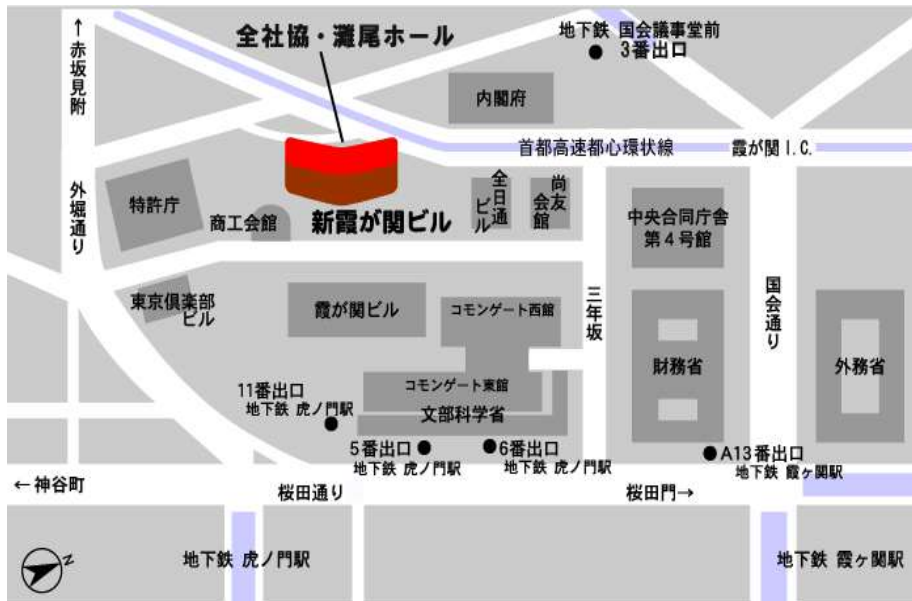 ↑赤坂見附
全社協・灘尾ホール
地下鉄 国会議事堂前
3番出口
内閣府
首都高速都心環状線
霞が関 I.C.
外堀通り
特許庁
商工会館
新霞が関ビル
全日通
ビル
尚友
会館
中央合同庁舎
第4号館
東京倶楽部
ビル
霞が関ビル
コモンゲート西館
三年坂
国会通り
財務省
外務省
コモンゲート東館
11番出口
地下鉄 虎ノ門駅
文部科学省
5番出口
地下鉄 虎ノ門駅
6番出口
地下鉄 虎ノ門駅
A13番出口
地下鉄 霞ヶ関駅
←神谷町
桜田通り
桜田門→
地下鉄 虎ノ門駅
地下鉄 霞ヶ関駅
N